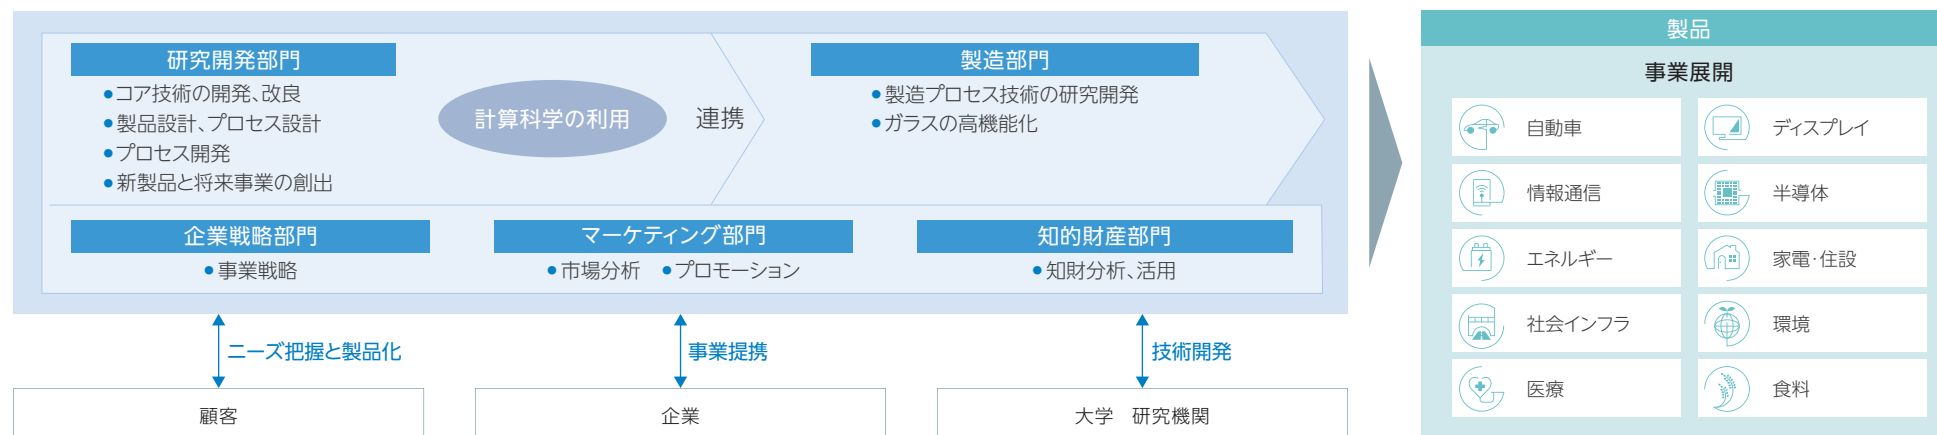 研究開発部門
●コア技術の開発、改良
●製品設計、プロセス設計
●プロセス開発
●新製品と将来事業の創出
計算科学の利用
連携
製造部門
●製造プロセス技術の研究開発
●ガラスの高機能化
企業戦略部門
●事業戦略
マーケティング部門
●市場分析 ●プロモーション
知的財産部門
●知財分析、活用
ニーズ把握と製品化
事業提携
技術開発
顧客
企業
大学 研究機関
製品
事業展開
自動車
ディスプレイ
情報通信
半導体
エネルギー
家電・住設
社会インフラ
環境
医療
食料